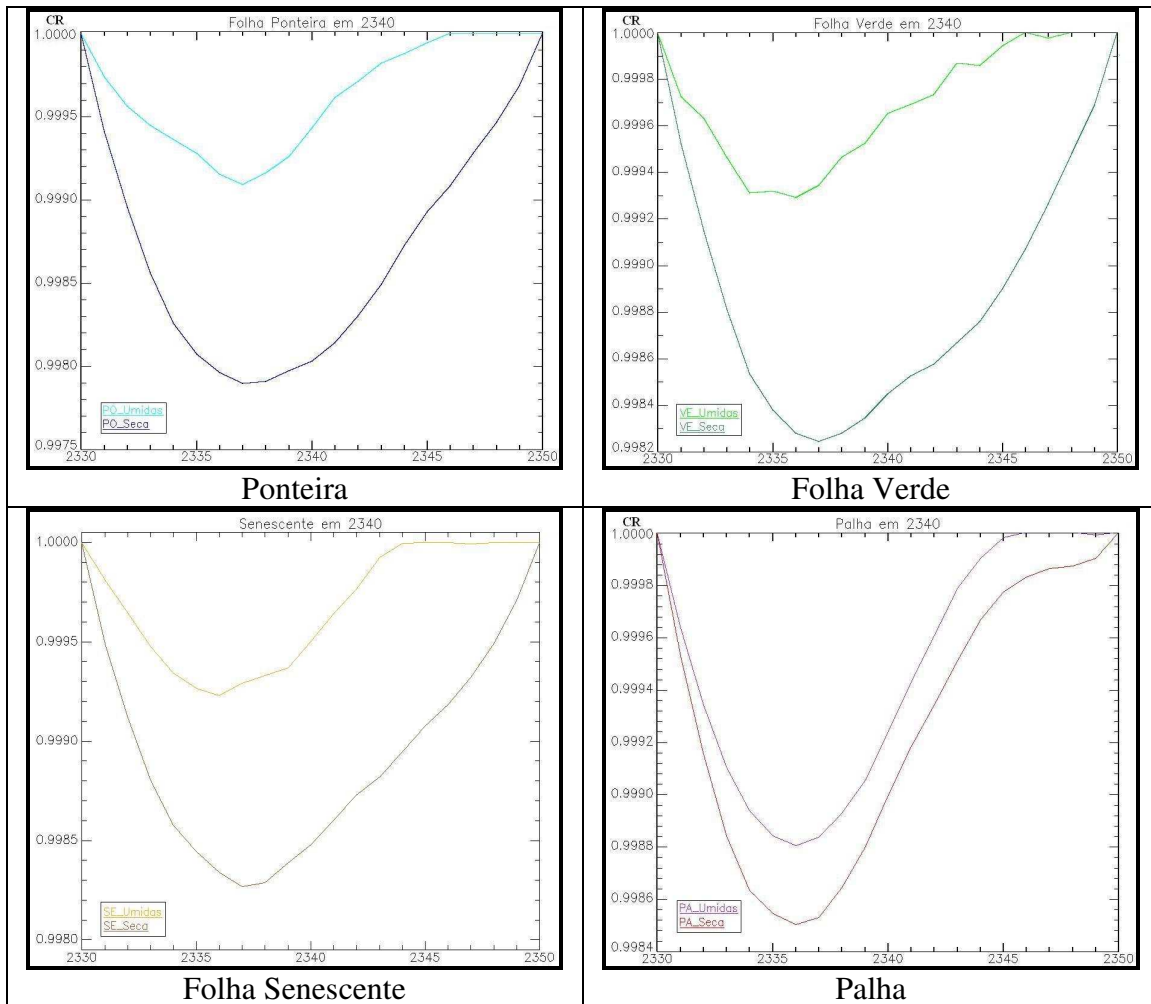 CR
Folha Ponteira em 2340
1.0000
0.9995
0.9990
0.9985
0.9980
0.9975
PO_Umidas
PO_Seca
2330 2335 2340 2345 2350
Ponteira
CR
Folha Verde em 2340
1.0000
0.9998
0.9996
0.9994
0.9992
0.9990
0.9988
0.9986
0.9984
0.9982
VE_Umidas
VE_Seca
2330 2335 2340 2345 2350
Folha Verde
Senescente em 2340
1.0000
0.9995
0.9990
0.9985
0.9980
SE_Umidas
SE_Seca
2330 2335 2340 2345 2350
Folha Senescente
CR
Palha em 2340
1.0000
0.9998
0.9996
0.9994
0.9992
0.9990
0.9988
0.9986
0.9984
PA_Umidas
PA_Seca
2330 2335 2340 2345 2350
Palha